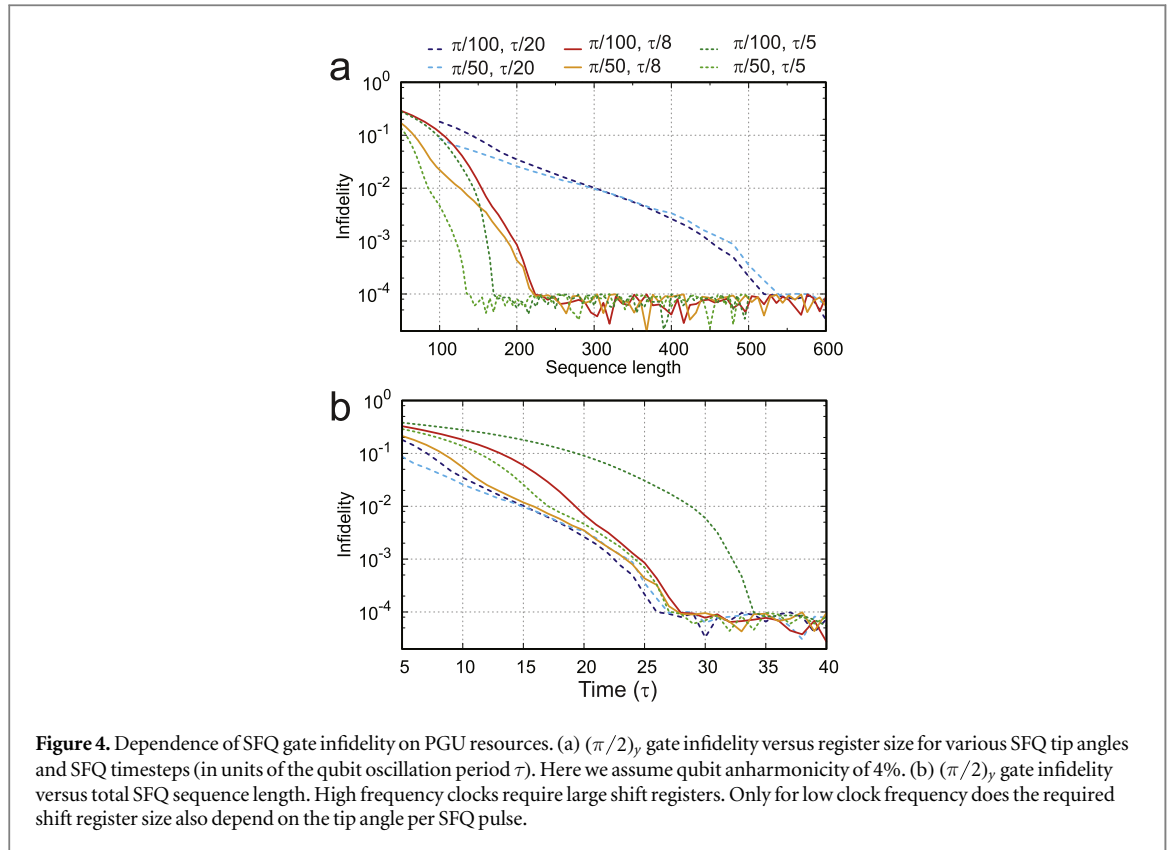 π/100, τ/20 π/100, τ/8 π/100, τ/5
a π/50, τ/20 π/50, τ/8 π/50, τ/5
10^0
10^-1
10^-2
10^-3
10^-4
Infidelity
100 200 300 400 500 600
Sequence length
b
10^0
10^-1
10^-2
10^-3
10^-4
Infidelity
5 10 15 20 25 30 35 40
Time (τ)
Figure 4. Dependence of SFQ gate infidelity on PGU resources. (a) (π/2)_y gate infidelity versus register size for various SFQ tip angles
and SFQ timesteps (in units of the qubit oscillation period τ). Here we assume qubit anharmonicity of 4%. (b) (π/2)_y gate infidelity
versus total SFQ sequence length. High frequency clocks require large shift registers. Only for low clock frequency does the required
shift register size also depend on the tip angle per SFQ pulse.